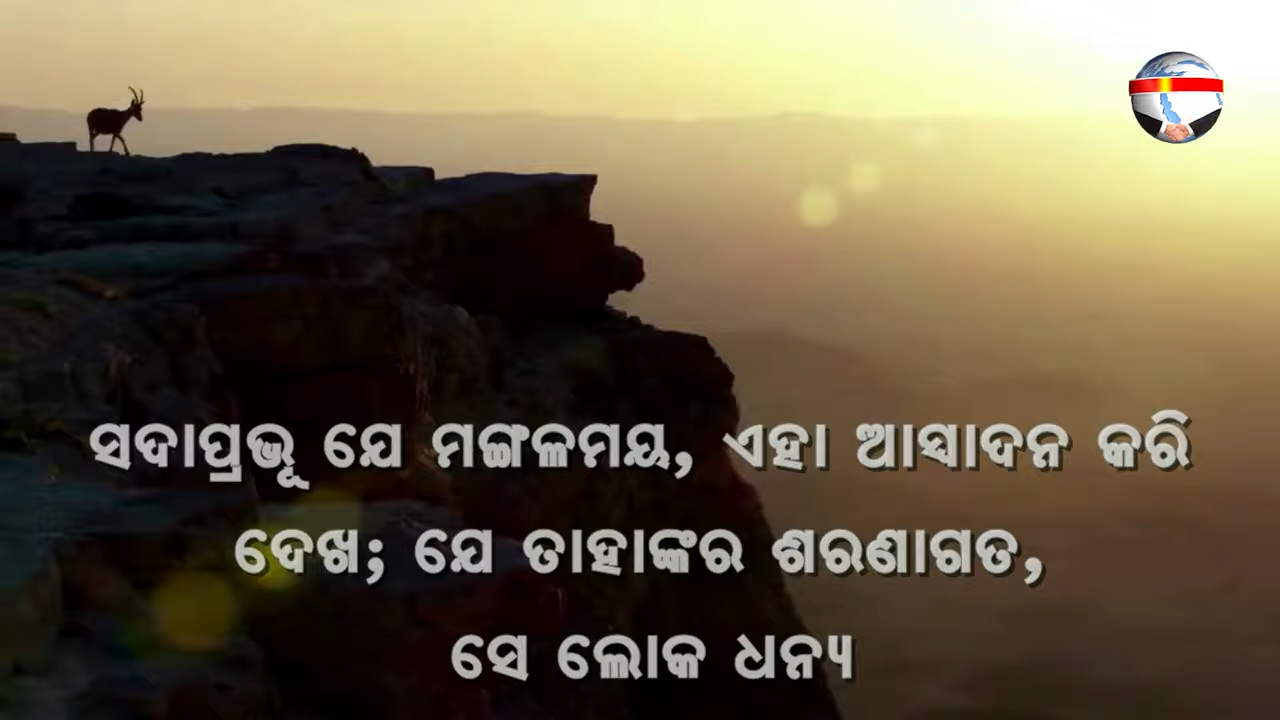 ସଦାପ୍ରଭୂ ଯେ ମଙ୍ଗଳମୟ, ଏହା ଆସ୍ୱାଦନ କରି
ଦେଖ; ଯେ ତାହାଙ୍କର ଶରଣାଗତ,
ସେ ଲୋକ ଧନ୍ୟ